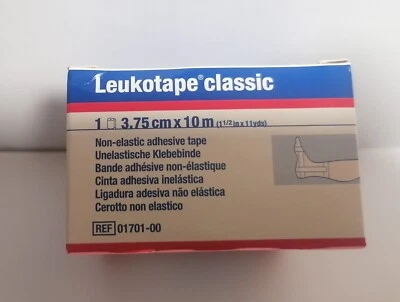 Leukotape® classic
1 3.75 cm x 10 m (1 1/2 in x 11 yds)
Non-elastic adhesive tape
Unelastische Klebebinde
Bande adhésive non-élastique
Cinta adhesiva inelástica
Ligadura adesiva não elástica
Cerotto non elastico
REF 01701-00